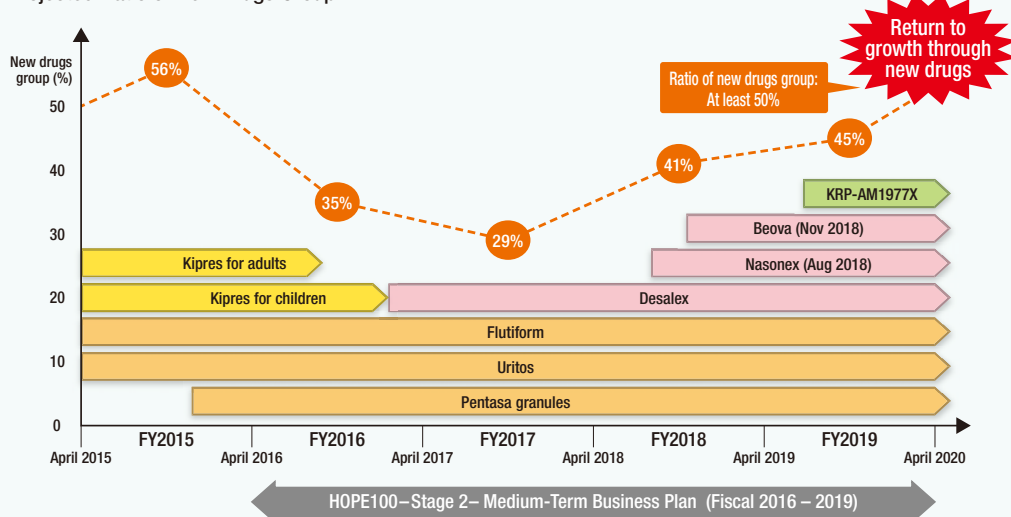 Return to
growth through
new drugs
New drugs
group (%)
56%
Ratio of new drugs group:
At least 50%
50
45%
41%
40
KRP-AM1977X
35%
Beova (Nov 2018)
30
29%
Kipres for adults
Nasonex (Aug 2018)
Kipres for children
Desalex
20
Flutiform
Uritos
10
Pentasa granules
0
FY2015
FY2016
FY2017
FY2018
FY2019
April 2015
April 2016
April 2017
April 2018
April 2019
April 2020
HOPE100–Stage 2– Medium-Term Business Plan (Fiscal 2016 – 2019)